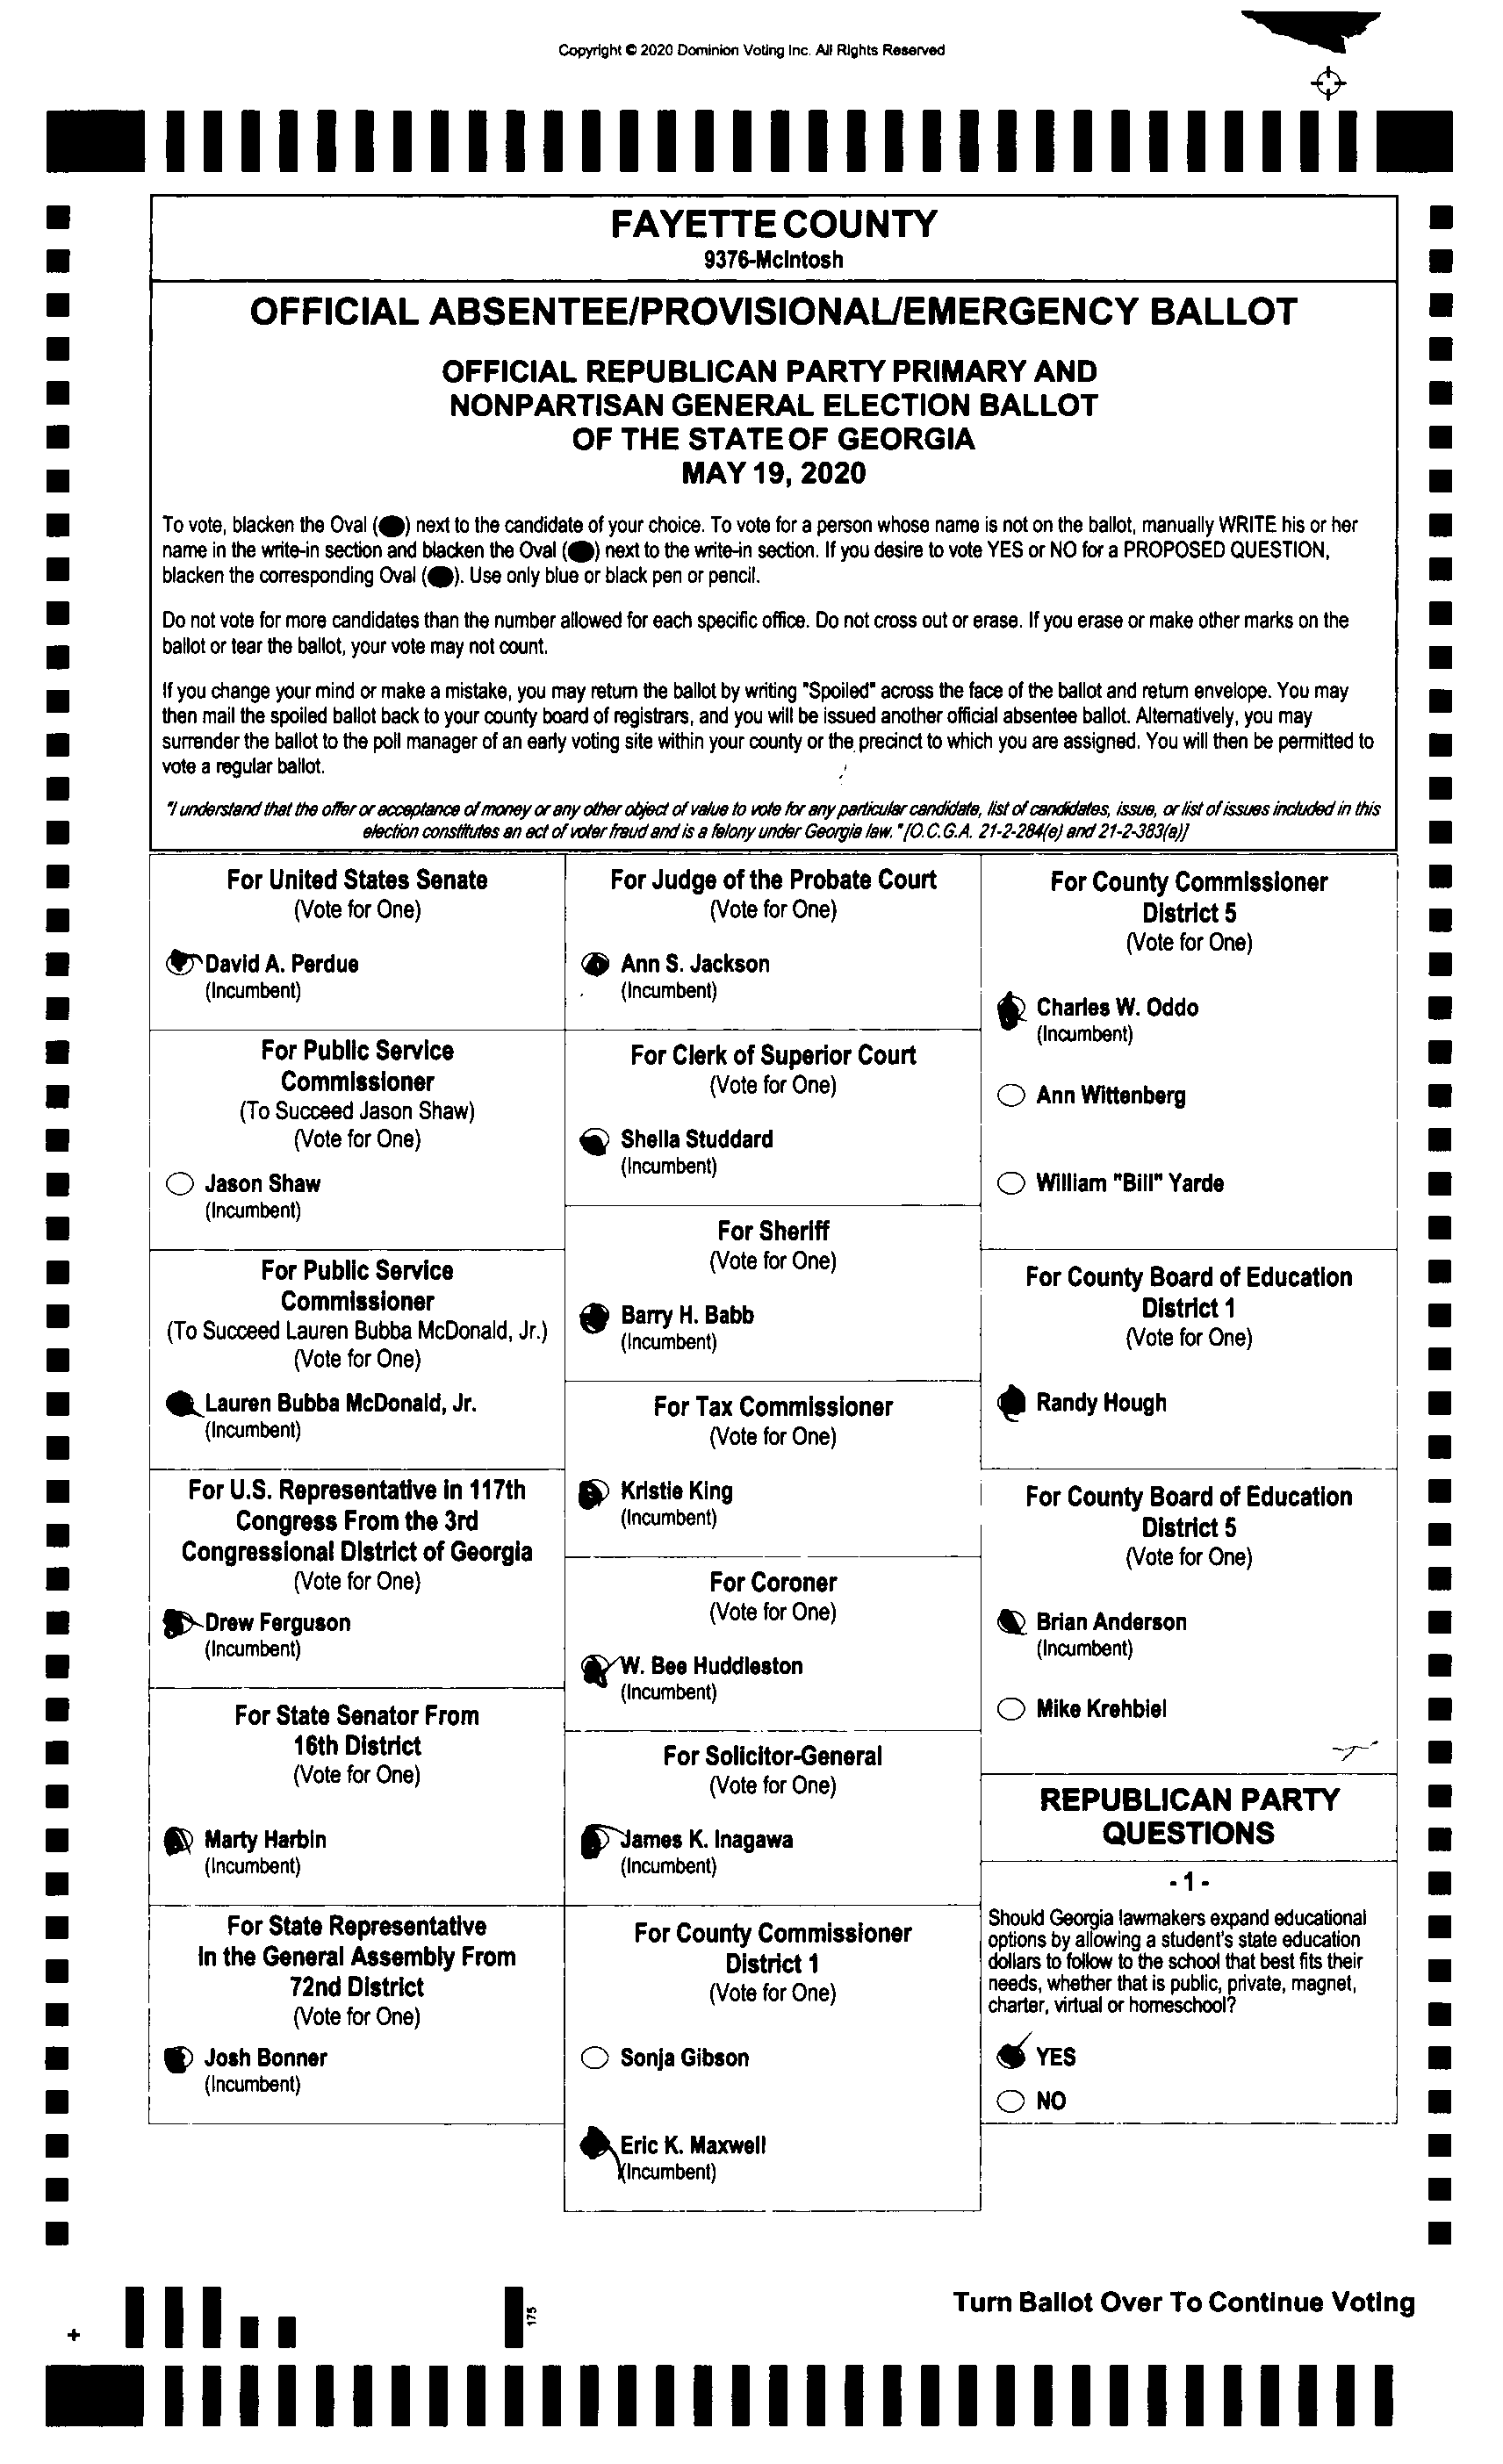 Copyright © 2020 Dominion Voting Inc. All Rights Reserved
FAYETTE COUNTY
9376-McIntosh
OFFICIAL ABSENTEE/PROVISIONAL/EMERGENCY BALLOT
OFFICIAL REPUBLICAN PARTY PRIMARY AND
NONPARTISAN GENERAL ELECTION BALLOT
OF THE STATE OF GEORGIA
MAY 19, 2020
To vote, blacken the Oval (⬬) next to the candidate of your choice. To vote for a person whose name is not on the ballot, manually WRITE his or her
name in the write-in section and blacken the Oval (⬬) next to the write-in section. If you desire to vote YES or NO for a PROPOSED QUESTION,
blacken the corresponding Oval (⬬). Use only blue or black pen or pencil.
Do not vote for more candidates than the number allowed for each specific office. Do not cross out or erase. If you erase or make other marks on the
ballot or tear the ballot, your vote may not count.
If you change your mind or make a mistake, you may return the ballot by writing "Spoiled" across the face of the ballot and return envelope. You may
then mail the spoiled ballot back to your county board of registrars, and you will be issued another official absentee ballot. Alternatively, you may
surrender the ballot to the poll manager of an early voting site within your county or the precinct to which you are assigned. You will then be permitted to
vote a regular ballot.
"I understand that the offer or acceptance of money or any other object of value to vote for any particular candidate, list of candidates, issue, or list of issues included in this
election constitutes an act of voter fraud and is a felony under Georgia law." [O.C.G.A. 21-2-284(e) and 21-2-383(a)]
For United States Senate
(Vote for One)
David A. Perdue
(Incumbent)
For Public Service
Commissioner
(To Succeed Jason Shaw)
(Vote for One)
Jason Shaw
(Incumbent)
For Public Service
Commissioner
(To Succeed Lauren Bubba McDonald, Jr.)
(Vote for One)
Lauren Bubba McDonald, Jr.
(Incumbent)
For U.S. Representative in 117th
Congress From the 3rd
Congressional District of Georgia
(Vote for One)
Drew Ferguson
(Incumbent)
For State Senator From
16th District
(Vote for One)
Marty Harbin
(Incumbent)
For State Representative
In the General Assembly From
72nd District
(Vote for One)
Josh Bonner
(Incumbent)
For Judge of the Probate Court
(Vote for One)
Ann S. Jackson
(Incumbent)
For Clerk of Superior Court
(Vote for One)
Sheila Studdard
(Incumbent)
For Sheriff
(Vote for One)
Barry H. Babb
(Incumbent)
For Tax Commissioner
(Vote for One)
Kristie King
(Incumbent)
For Coroner
(Vote for One)
W. Bee Huddleston
(Incumbent)
For Solicitor-General
(Vote for One)
James K. Inagawa
(Incumbent)
For County Commissioner
District 1
(Vote for One)
Sonja Gibson
Eric K. Maxwell
(Incumbent)
For County Commissioner
District 5
(Vote for One)
Charles W. Oddo
(Incumbent)
Ann Wittenberg
William "Bill" Yarde
For County Board of Education
District 1
(Vote for One)
Randy Hough
For County Board of Education
District 5
(Vote for One)
Brian Anderson
(Incumbent)
Mike Krehbiel
REPUBLICAN PARTY
QUESTIONS
- 1 -
Should Georgia lawmakers expand educational
options by allowing a student's state education
dollars to follow to the school that best fits their
needs, whether that is public, private, magnet,
charter, virtual or homeschool?
YES
NO
175
Turn Ballot Over To Continue Voting